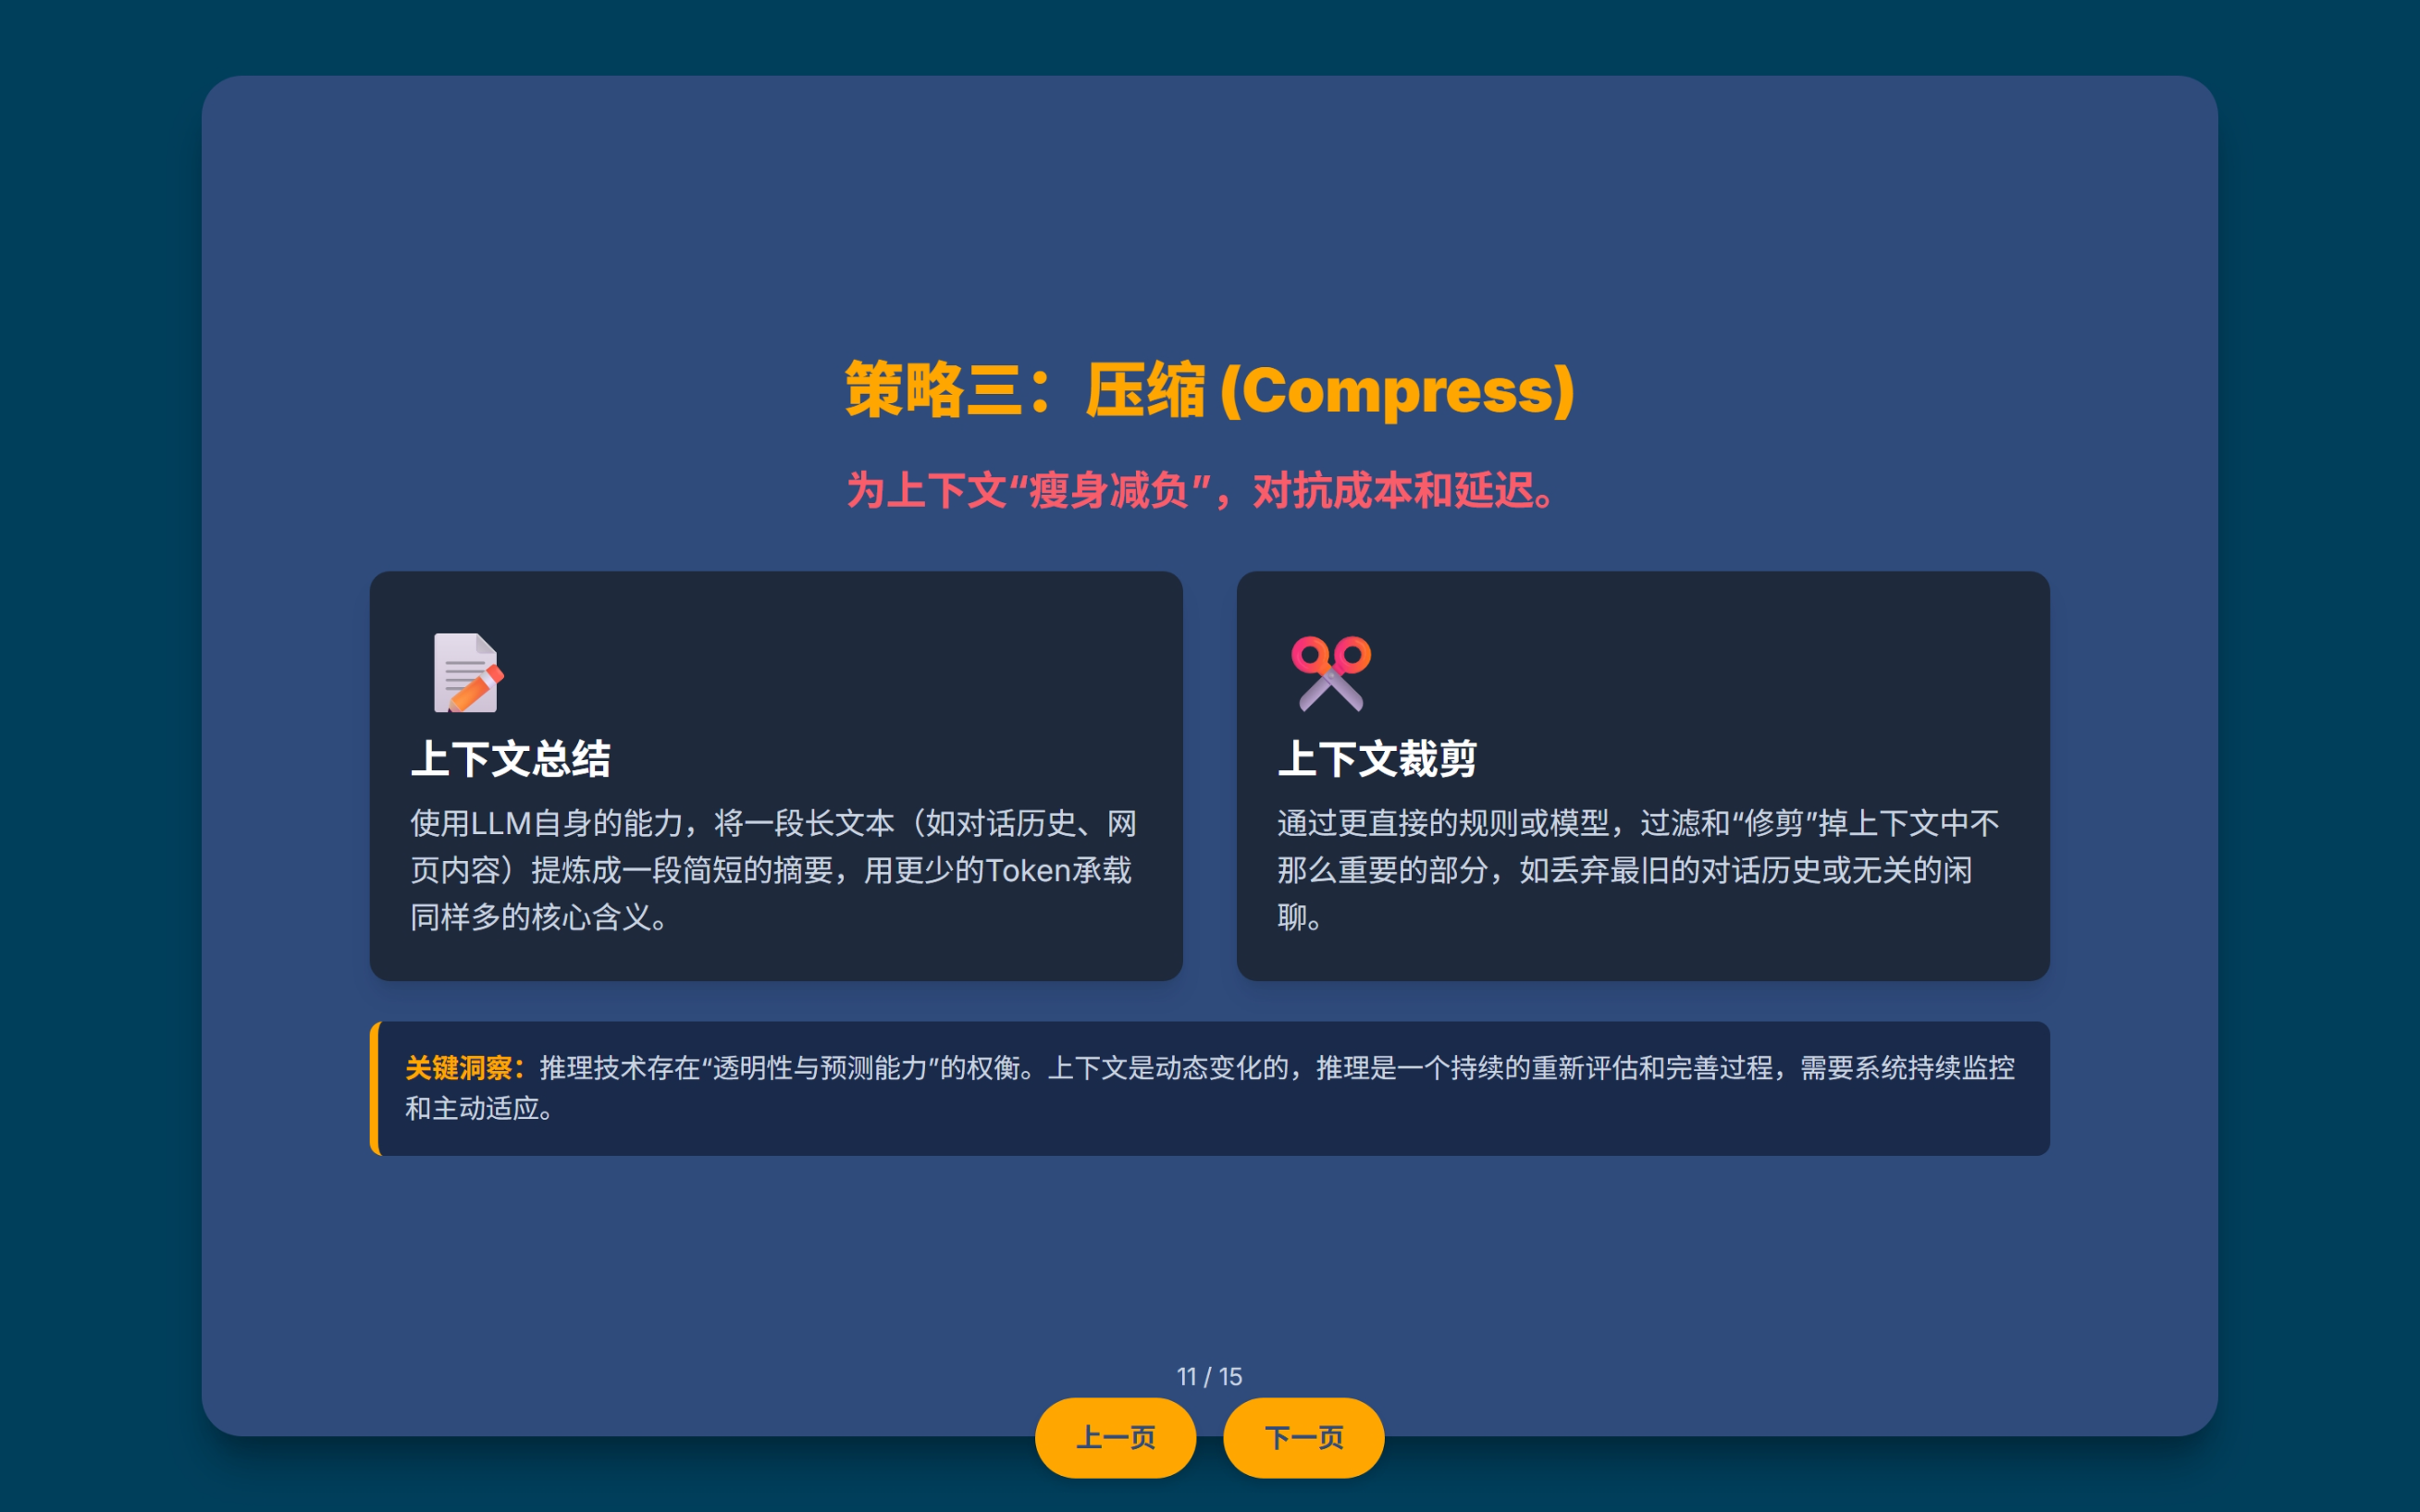 策略三：压缩 (Compress)
为上下文“瘦身减负”，对抗成本和延迟。
上下文总结
使用LLM自身的能力，将一段长文本（如对话历史、网
页内容）提炼成一段简短的摘要，用更少的Token承载
同样多的核心含义。
上下文裁剪
通过更直接的规则或模型，过滤和“修剪”掉上下文中不
那么重要的部分，如丢弃最旧的对话历史或无关的闲
聊。
关键洞察：推理技术存在“透明性与预测能力”的权衡。上下文是动态变化的，推理是一个持续的重新评估和完善过程，需要系统持续监控
和主动适应。
11 / 15
上一页
下一页